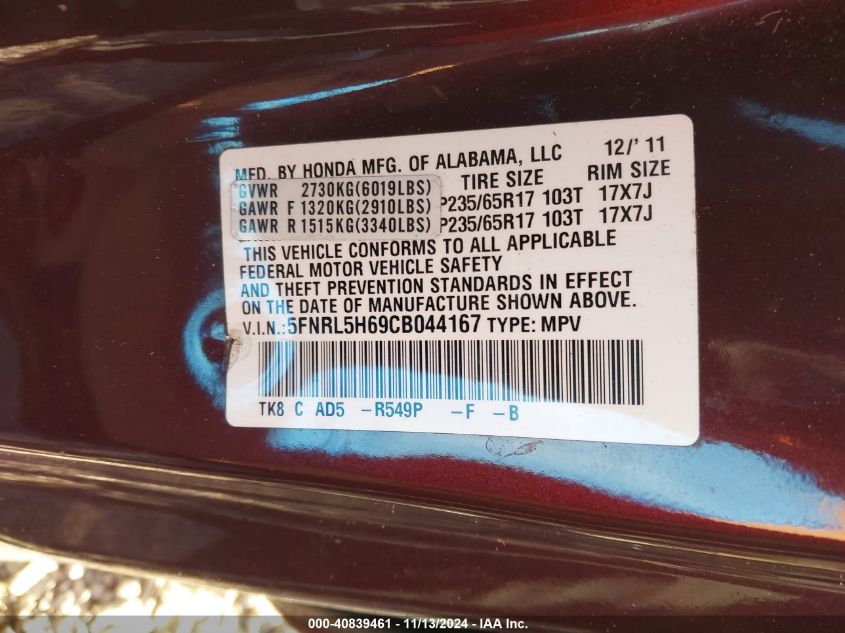 MFD. BY HONDA MFG. OF ALABAMA, LLC 12/'11
TIRE SIZE RIM SIZE
GVWR 2730KG(6019LBS)
GAWR F 1320KG(2910LBS) P235/65R17 103T 17X7J
GAWR R 1515KG(3340LBS) P235/65R17 103T 17X7J
THIS VEHICLE CONFORMS TO ALL APPLICABLE
FEDERAL MOTOR VEHICLE SAFETY
AND THEFT PREVENTION STANDARDS IN EFFECT
ON THE DATE OF MANUFACTURE SHOWN ABOVE.
V.I.N.:5FNRL5H69CB044167 TYPE: MPV
TK8 C AD5 -R549P -F -B
000-40839461 - 11/13/2024 - IAA Inc.